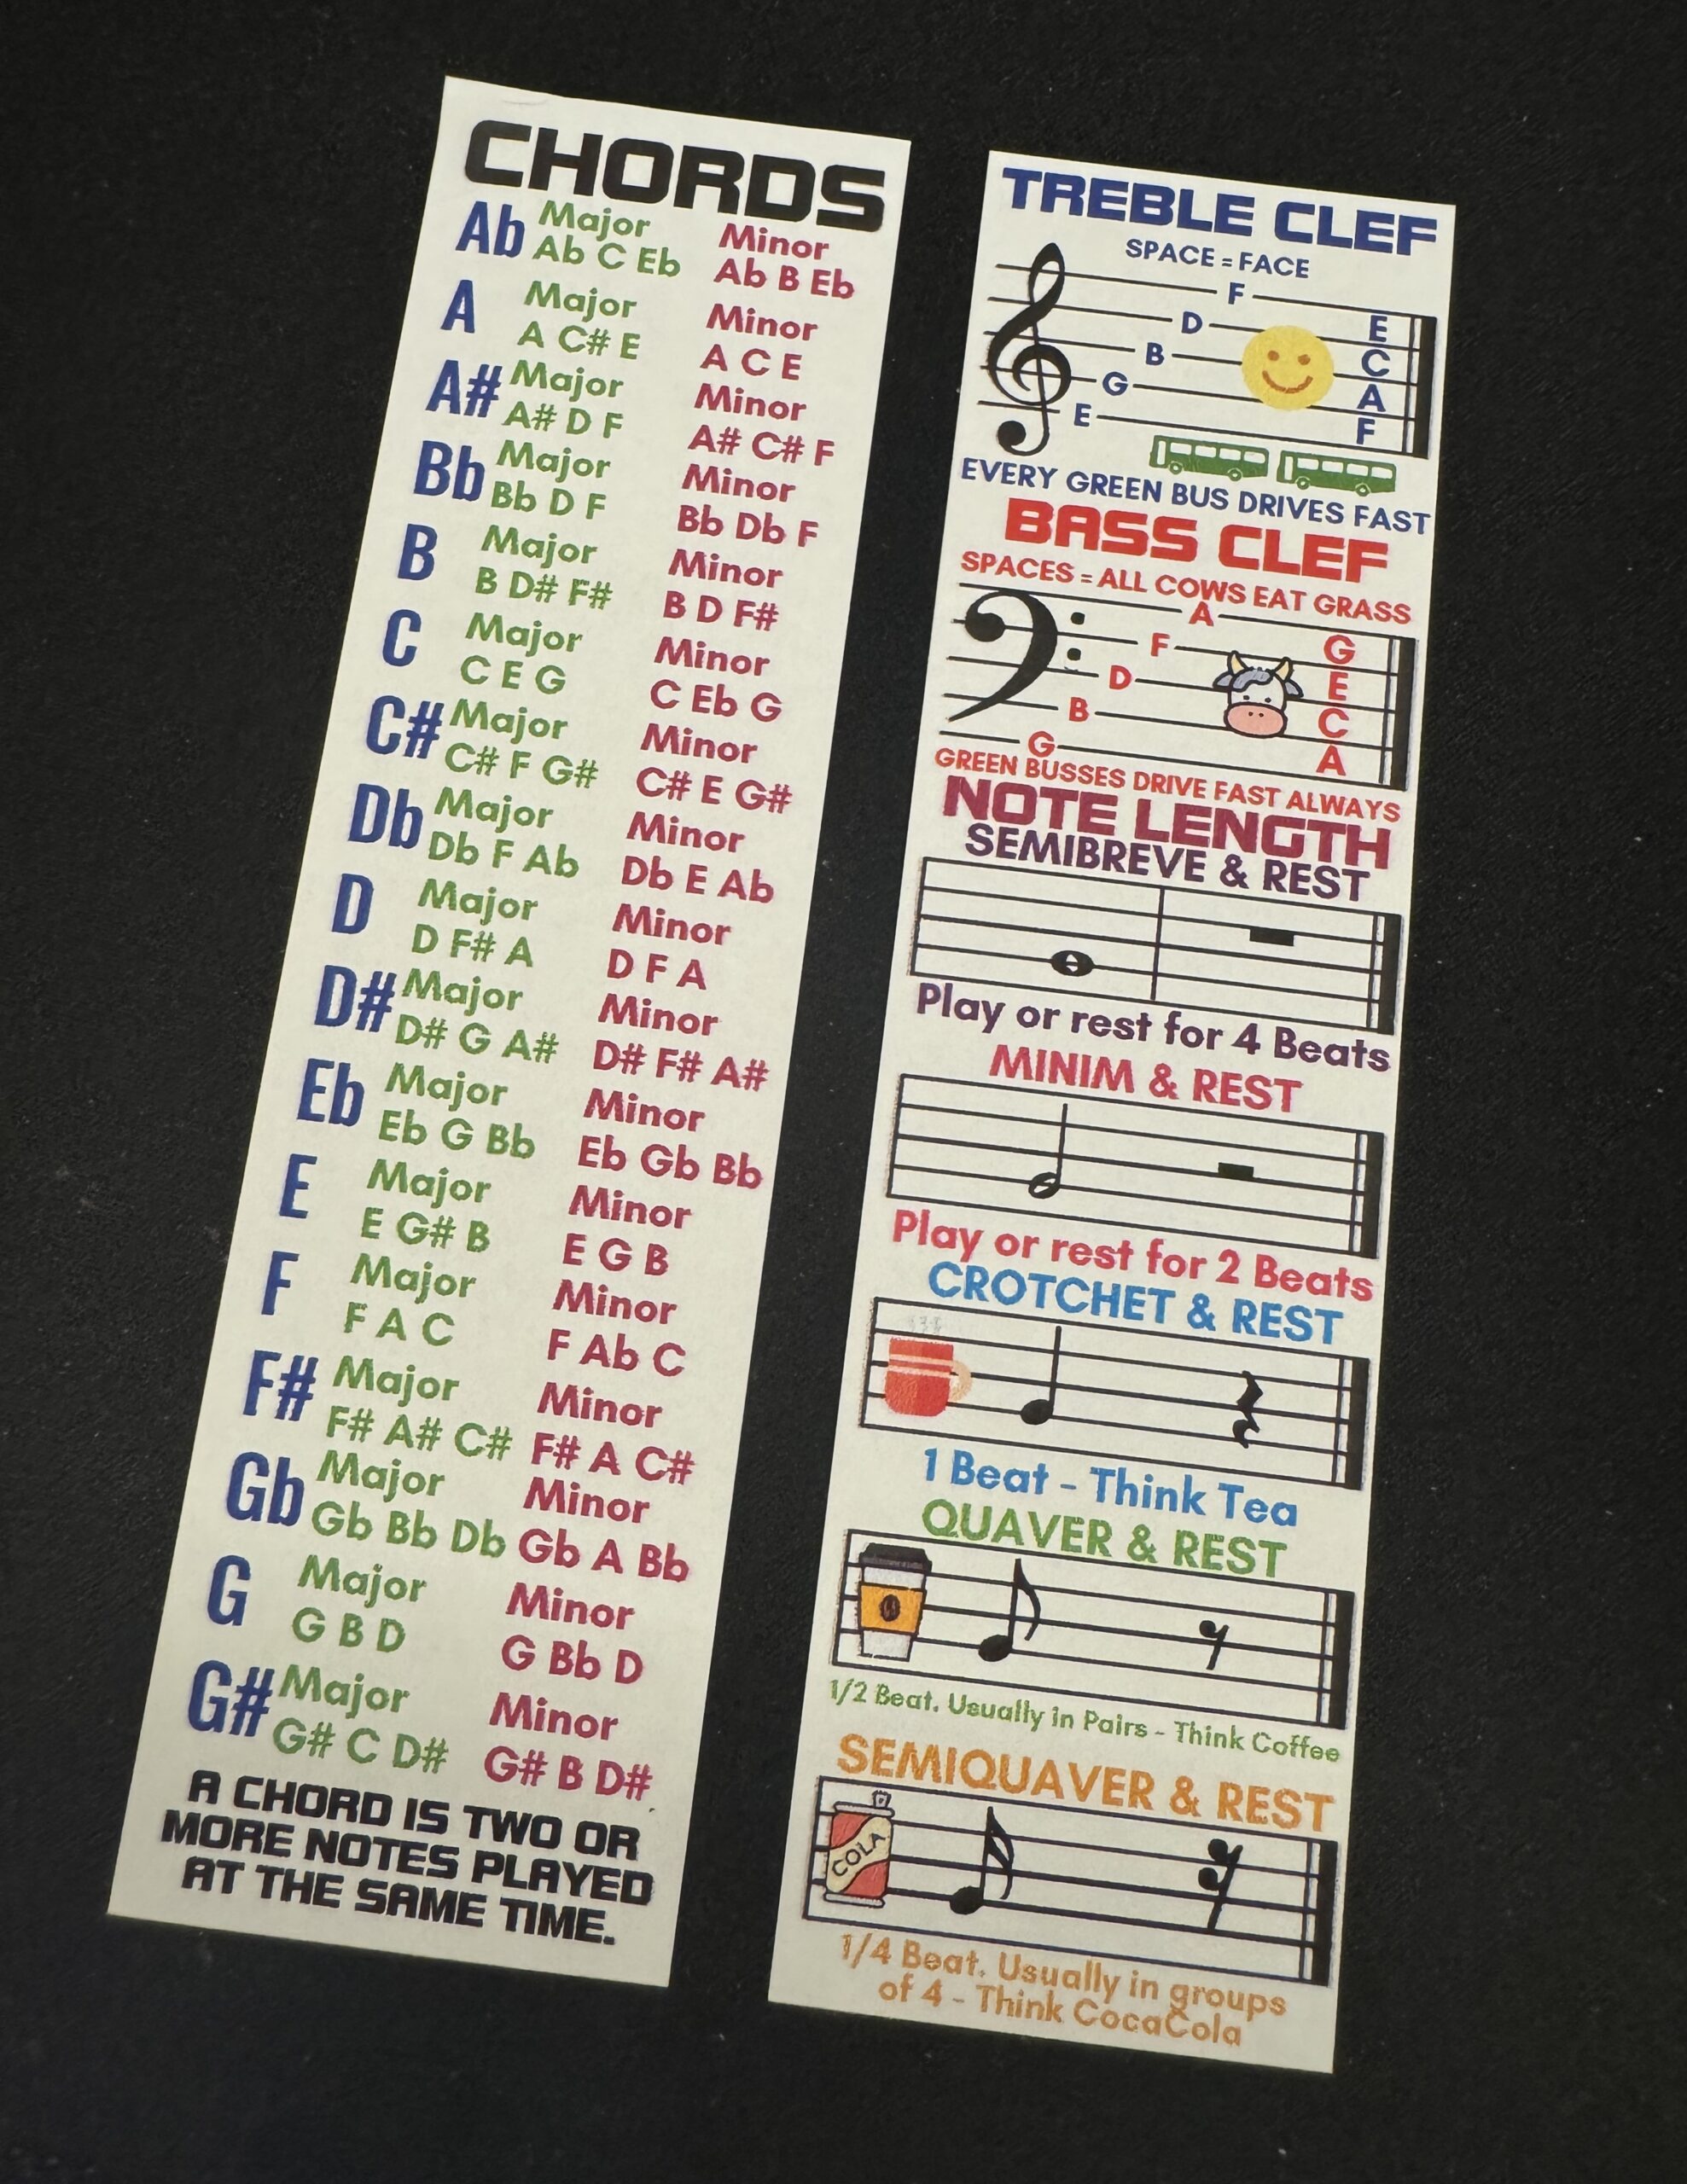 CHORDS
Ab Major Minor
Ab C Eb Ab B Eb
A Major Minor
A C# E A C E
A# Major Minor
A# D F A# C# F
Bb Major Minor
Bb D F Bb Db F
B Major Minor
B D# F# B D F#
C Major Minor
C E G C Eb G
C# Major Minor
C# F G# C# E G#
Db Major Minor
Db F Ab Db E Ab
D Major Minor
D F# A D F A
D# Major Minor
D# G A# D# F# A#
Eb Major Minor
Eb G Bb Eb Gb Bb
E Major Minor
E G# B E G B
F Major Minor
F A C F Ab C
F# Major Minor
F# A# C# F# A C#
Gb Major Minor
Gb Bb Db Gb A Bb
G Major Minor
G B D G Bb D
G# Major Minor
G# C D# G# B D#
A CHORD IS TWO OR
MORE NOTES PLAYED
AT THE SAME TIME.
TREBLE CLEF
SPACE = FACE
F
D E
B C
G A
E F
EVERY GREEN BUS DRIVES FAST
BASS CLEF
SPACES = ALL COWS EAT GRASS
A
F G
D E
B C
G A
GREEN BUSSES DRIVE FAST ALWAYS
NOTE LENGTH
SEMIBREVE & REST
Play or rest for 4 Beats
MINIM & REST
Play or rest for 2 Beats
CROTCHET & REST
1 Beat - Think Tea
QUAVER & REST
1/2 Beat. Usually in Pairs - Think Coffee
SEMIQUAVER & REST
COLA
1/4 Beat. Usually in groups
of 4 - Think CocaCola